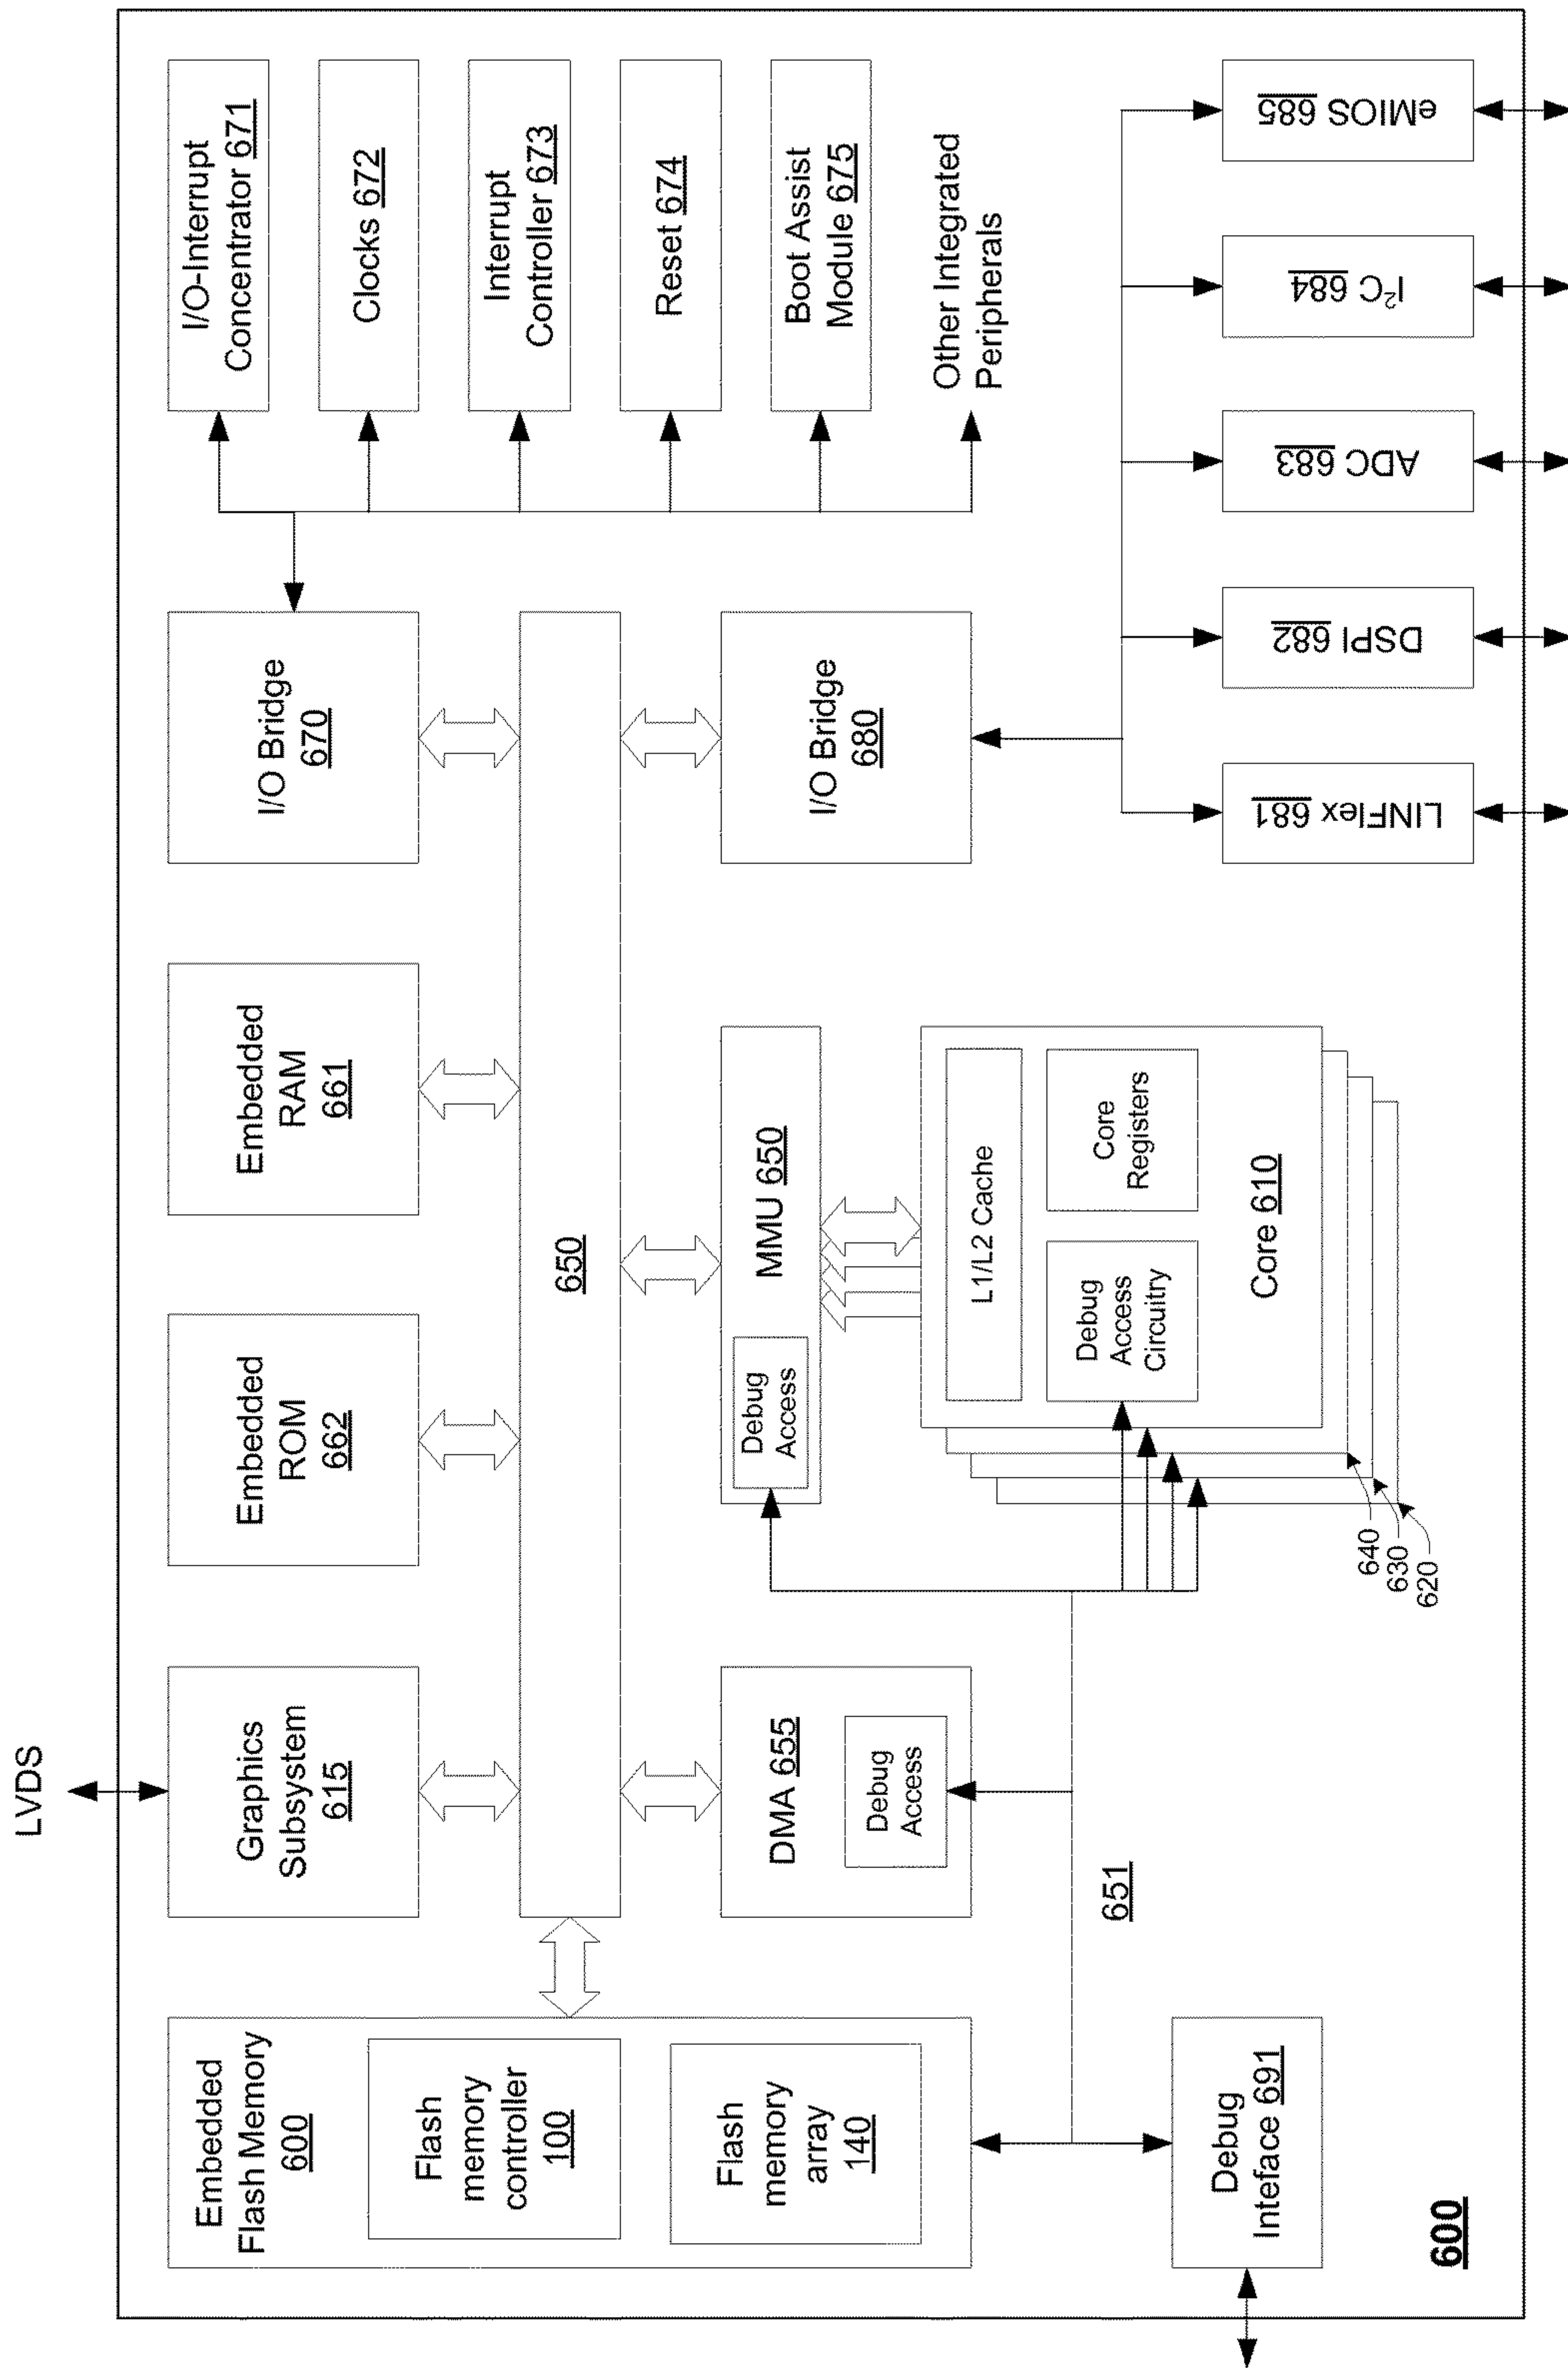 LVDS
Embedded
Flash Memory
600
Flash
memory
controller
100
Flash
memory
array
140
Graphics
Subsystem
615
Embedded
ROM
662
Embedded
RAM
661
I/O Bridge
670
I/O-Interrupt
Concentrator 671
Clocks 672
Interrupt
Controller 673
Reset 674
Boot Assist
Module 675
Other Integrated
Peripherals
650
DMA 655
Debug
Access
MMU 650
Debug
Access
I/O Bridge
680
L1/L2 Cache
Debug
Access
Circuitry
Core
Registers
Core 610
640
630
620
651
Debug
Inteface 691
LINFlex 681
DSPI 682
ADC 683
I²C 684
eMIOS 685
600